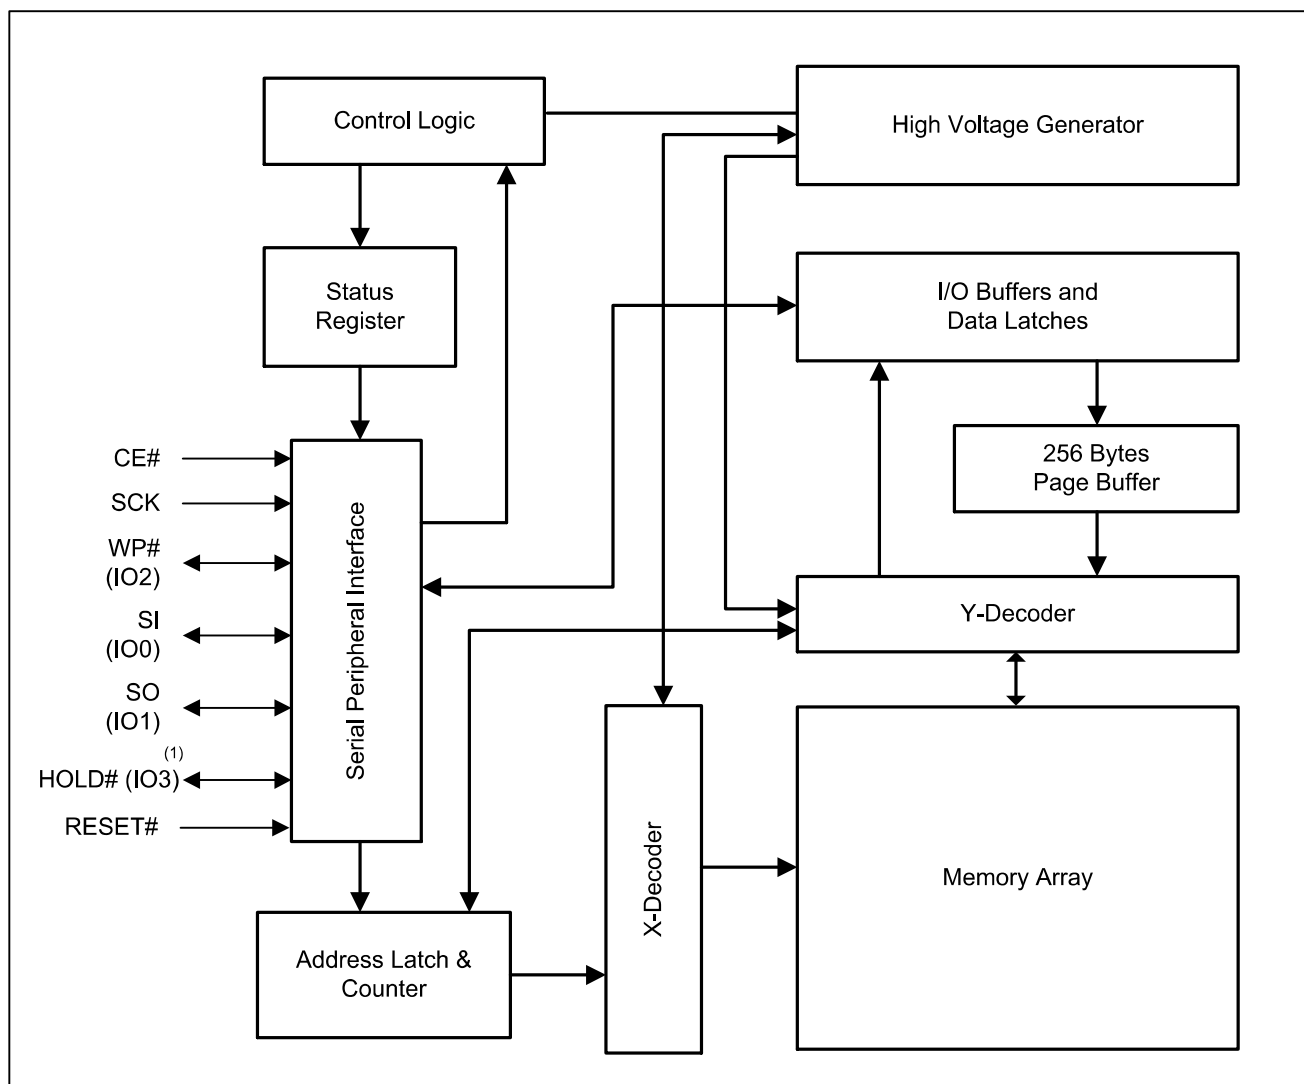 Control Logic
High Voltage Generator
Status
Register
I/O Buffers and
Data Latches
256 Bytes
Page Buffer
CE#
SCK
WP#
(IO2)
SI
(IO0)
SO
(IO1)
(1)
HOLD# (IO3)
RESET#
Serial Peripheral Interface
Y-Decoder
X-Decoder
Memory Array
Address Latch &
Counter